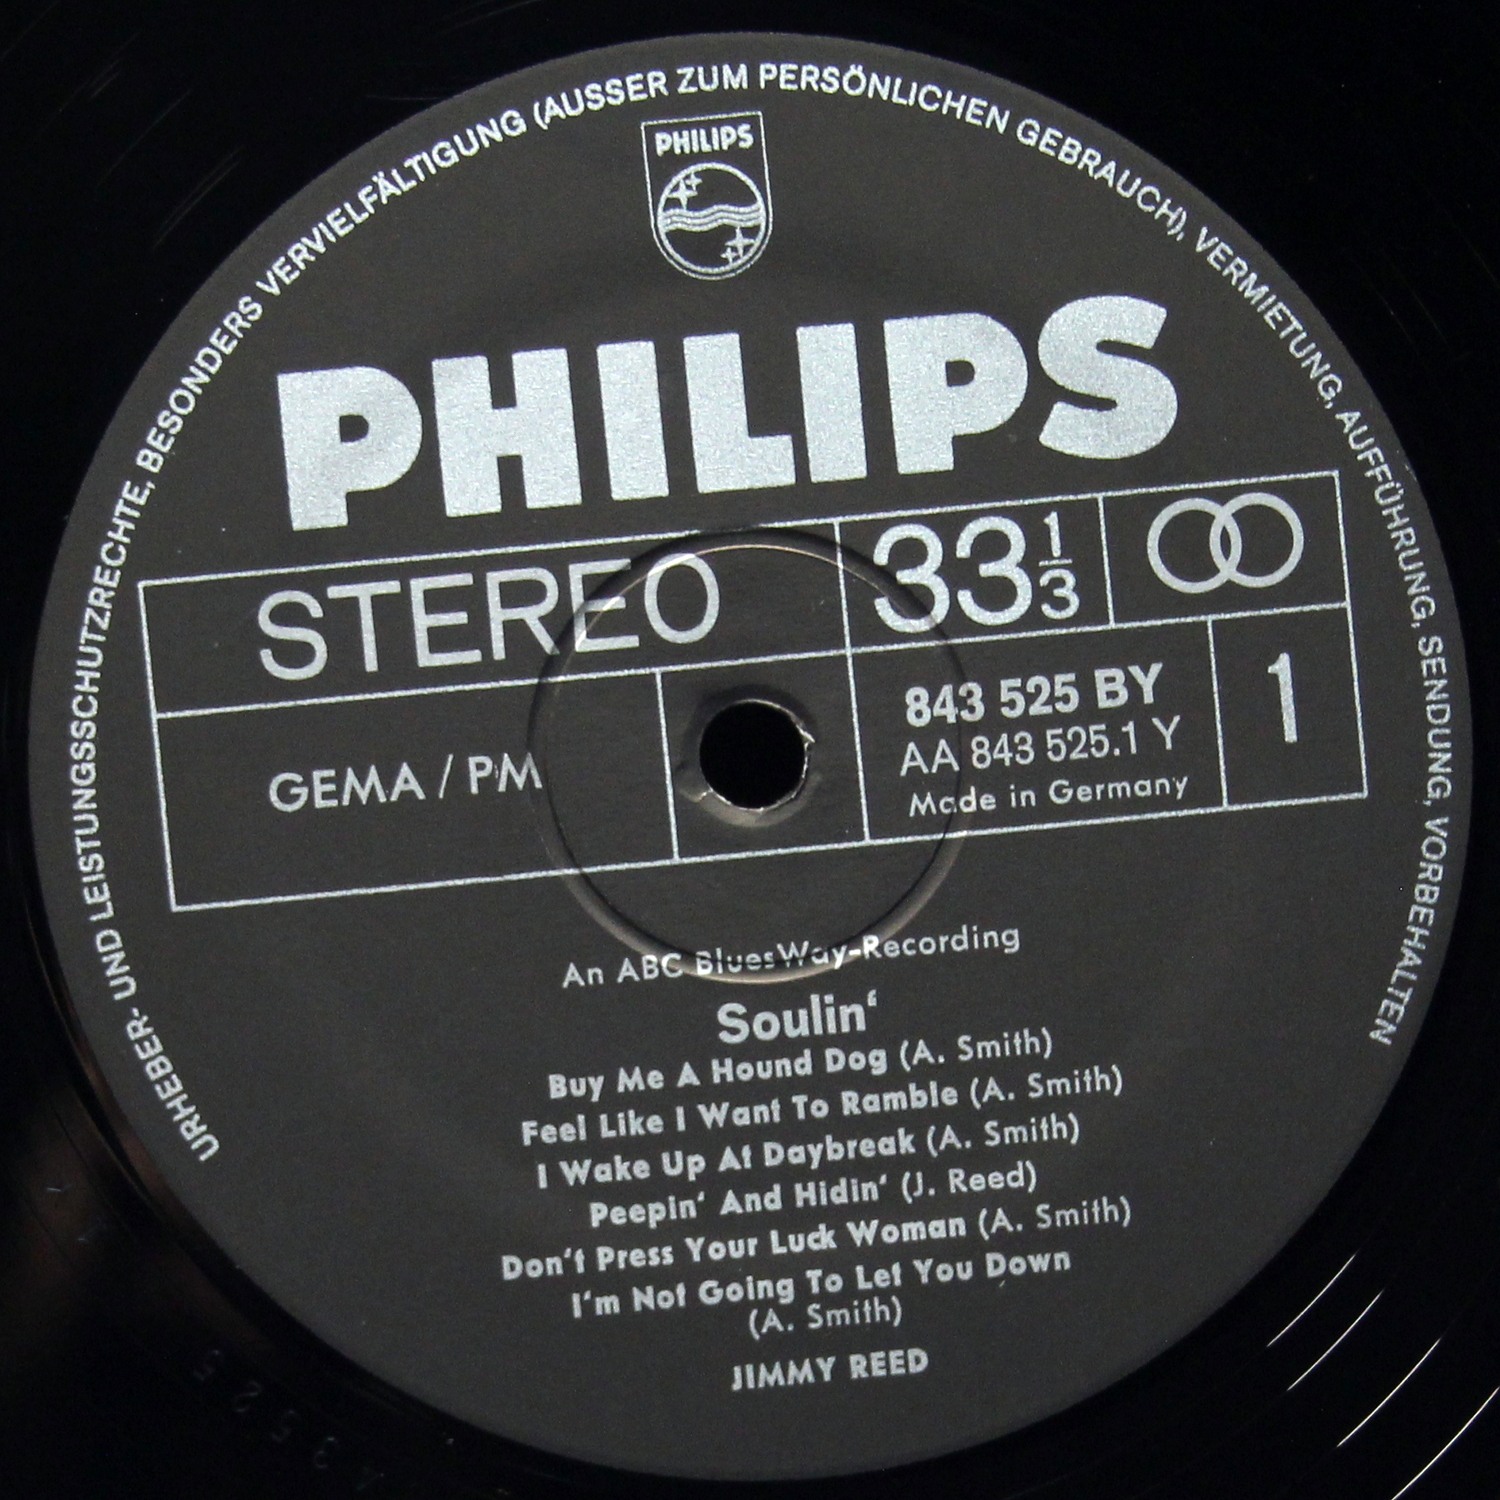 URHEBER- UND LEISTUNGSSCHUTZRECHTE, BESONDERS VERVIELFÄLTIGUNG (AUSSER ZUM PERSÖNLICHEN GEBRAUCH), VERMIETUNG, AUFFÜHRUNG, SENDUNG, VORBEHALTEN
PHILIPS
PHILIPS
STEREO
33 1/3
GEMA / PM
843 525 BY
AA 843 525.1 Y
Made in Germany
1
An ABC BluesWay-Recording
Soulin‘
Buy Me A Hound Dog (A. Smith)
Feel Like I Want To Ramble (A. Smith)
I Wake Up At Daybreak (A. Smith)
Peepin‘ And Hidin‘ (J. Reed)
Don‘t Press Your Luck Woman (A. Smith)
I‘m Not Going To Let You Down
(A. Smith)
JIMMY REED